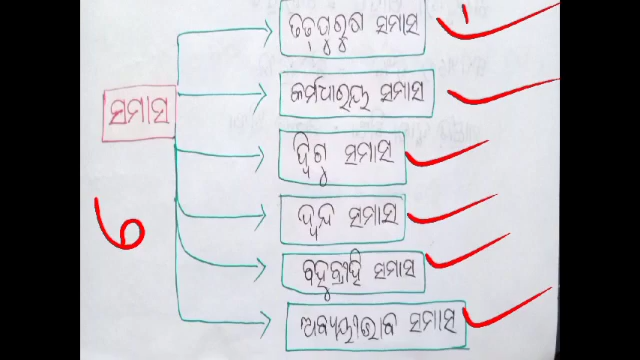 ତତ୍ପୁରୁଷ ସମାସ
କର୍ମଧାରୟ ସମାସ
ସମାସ
ଦ୍ୱିଗୁ ସମାସ
ଦ୍ୱନ୍ଦ ସମାସ
୬
ବହୁବ୍ରୀହି ସମାସ
ଅବ୍ୟୟୀଭାବ ସମାସ